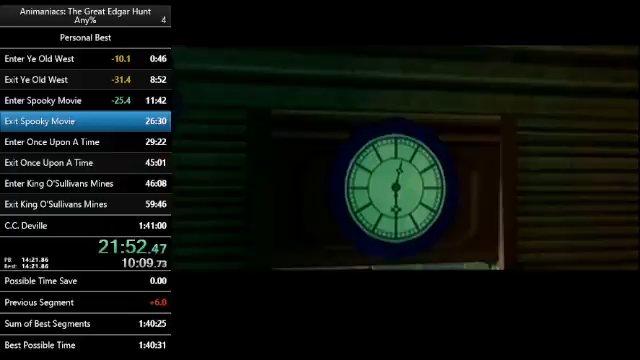 Animaniacs: The Great Edgar Hunt
Any% 4
Personal Best
Enter Ye Old West -10.1 0:46
Exit Ye Old West -31.4 8:52
Enter Spooky Movie -25.4 11:42
Exit Spooky Movie 26:30
Enter Once Upon A Time 29:22
Exit Once Upon A Time 45:01
Enter King O'Sullivans Mines 46:08
Exit King O'Sullivans Mines 59:46
C.C. Deville 1:41:00
21:52.47
PB: 14:21.86
Best: 14:21.86
10:09.73
Possible Time Save 0.00
Previous Segment +6.0
Sum of Best Segments 1:40:25
Best Possible Time 1:40:31